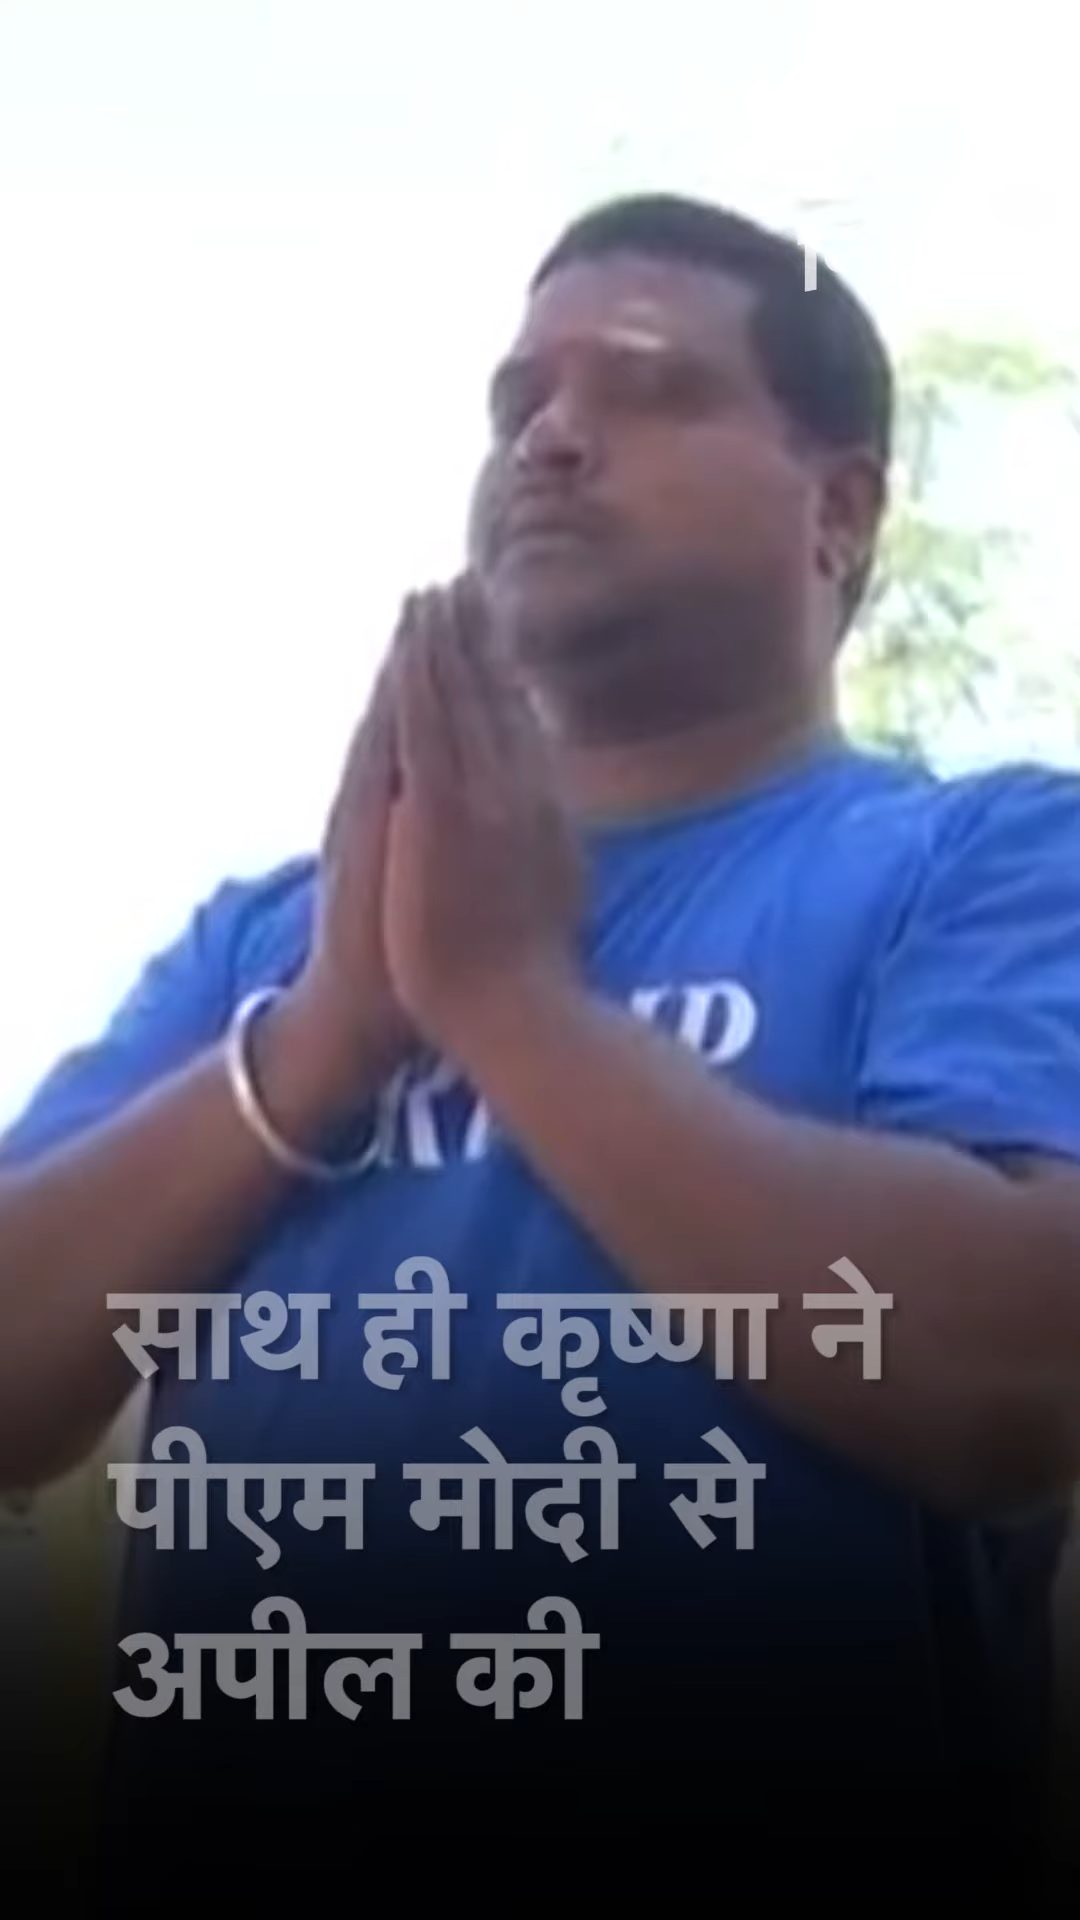 साथ ही कृष्णा ने
पीएम मोदी से
अपील की